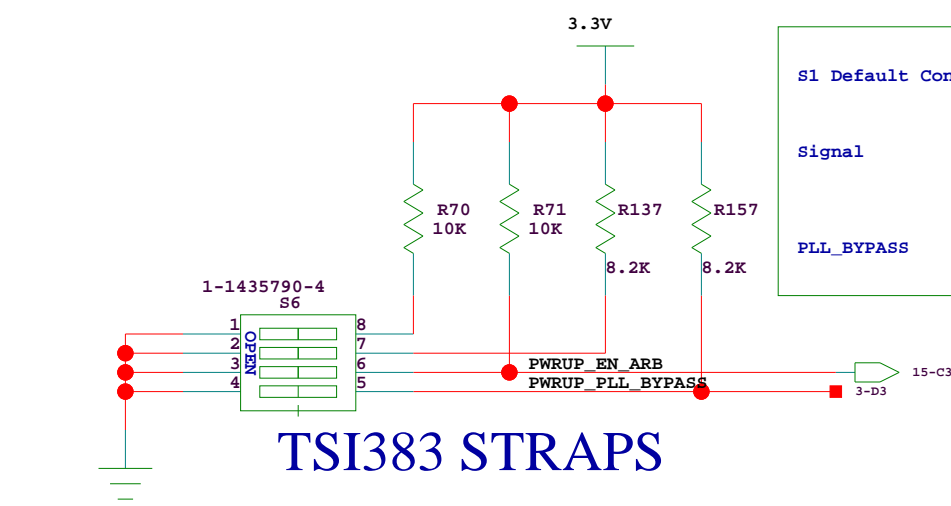 3.3V
S1 Default Con
Signal
R70
10K
R71
10K
R137
8.2K
R157
8.2K
PLL_BYPASS
1-1435790-4
S6
1
2
3
4
OPEN
8
7
6
5
PWRUP_EN_ARB
PWRUP_PLL_BYPASS
15-C3
3-D3
TSI383 STRAPS